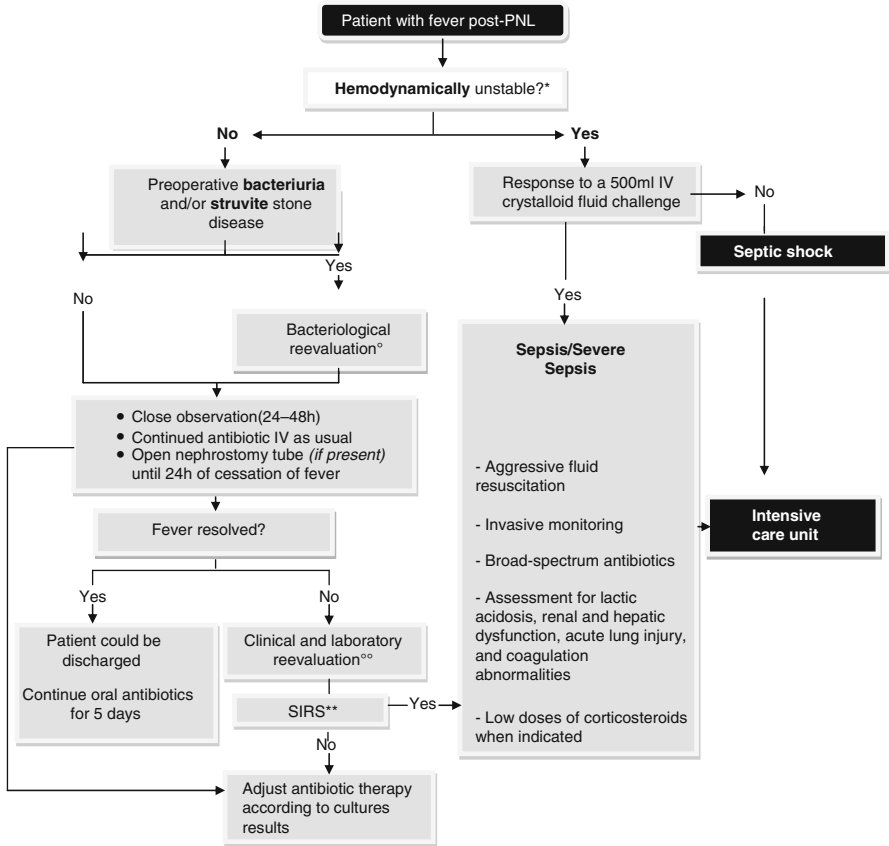 Patient with fever post-PNL
Hemodynamically unstable?*
No
Yes
Preoperative bacteriuria
and/or struvite stone
disease
Response to a 500ml IV
crystalloid fluid challenge
No
Septic shock
Yes
No
Bacteriological
reevaluation°
Yes
Sepsis/Severe
Sepsis
- Aggressive fluid
resuscitation
- Invasive monitoring
- Broad-spectrum antibiotics
- Assessment for lactic
acidosis, renal and hepatic
dysfunction, acute lung injury,
and coagulation
abnormalities
- Low doses of corticosteroids
when indicated
Intensive
care unit
• Close observation(24–48h)
• Continued antibiotic IV as usual
• Open nephrostomy tube (if present)
until 24h of cessation of fever
Fever resolved?
Yes
No
Patient could be
discharged
Continue oral antibiotics
for 5 days
Clinical and laboratory
reevaluation°°
SIRS**
Yes
No
Adjust antibiotic therapy
according to cultures
results